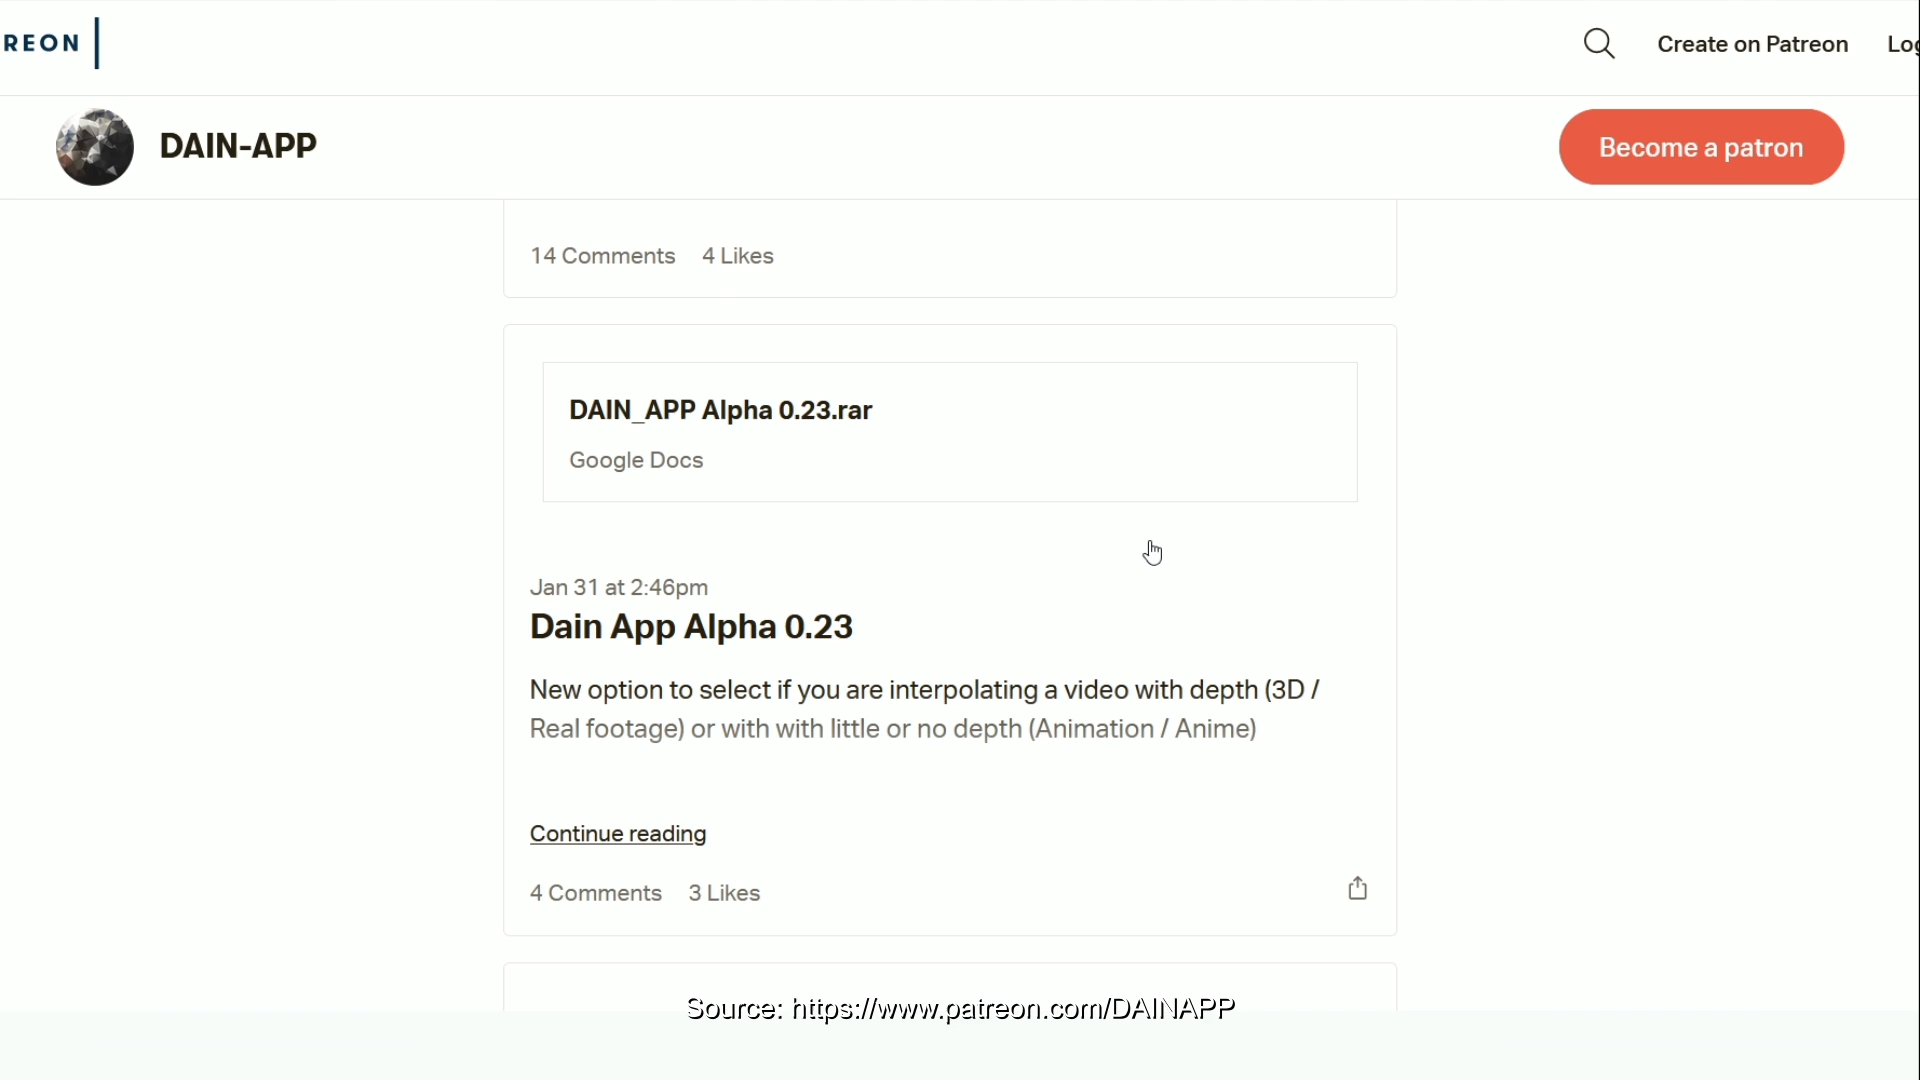 REON
Create on Patreon
Log
DAIN-APP
Become a patron
14 Comments 4 Likes
DAIN_APP Alpha 0.23.rar
Google Docs
Jan 31 at 2:46pm
Dain App Alpha 0.23
New option to select if you are interpolating a video with depth (3D /
Real footage) or with with little or no depth (Animation / Anime)
Continue reading
4 Comments 3 Likes
Source: https://www.patreon.com/DAINAPP